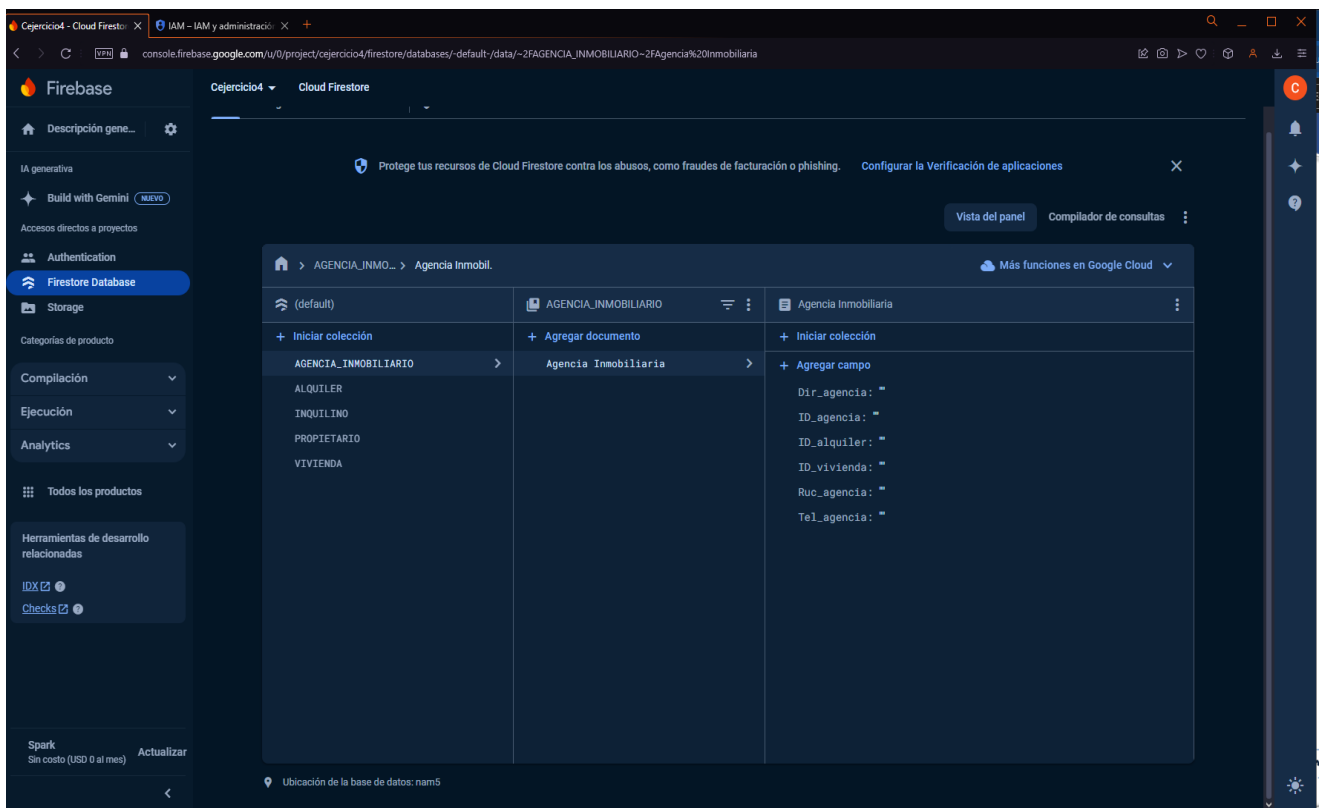 Cejercicio4 - Cloud Firestor
IAM – IAM y administració
VPN
console.firebase.google.com/u/0/project/cejercicio4/firestore/databases/-default-/data/~2FAGENCIA_INMOBILIARIO~2FAgencia%20Inmobiliaria
Firebase
Cejercicio4
Cloud Firestore
C
Descripción gene...
IA generativa
Build with Gemini
NUEVO
Accesos directos a proyectos
Authentication
Firestore Database
Storage
Categorías de producto
Compilación
Ejecución
Analytics
Todos los productos
Herramientas de desarrollo
relacionadas
IDX
Checks
Spark
Sin costo (USD 0 al mes)
Actualizar
Protege tus recursos de Cloud Firestore contra los abusos, como fraudes de facturación o phishing.
Configurar la Verificación de aplicaciones
Vista del panel
Compilador de consultas
AGENCIA_INMO...
Agencia Inmobil.
Más funciones en Google Cloud
(default)
Iniciar colección
AGENCIA_INMOBILIARIO
ALQUILER
INQUILINO
PROPIETARIO
VIVIENDA
AGENCIA_INMOBILIARIO
Agregar documento
Agencia Inmobiliaria
Agencia Inmobiliaria
Iniciar colección
Agregar campo
Dir_agencia: ""
ID_agencia: ""
ID_alquiler: ""
ID_vivienda: ""
Ruc_agencia: ""
Tel_agencia: ""
Ubicación de la base de datos: nam5